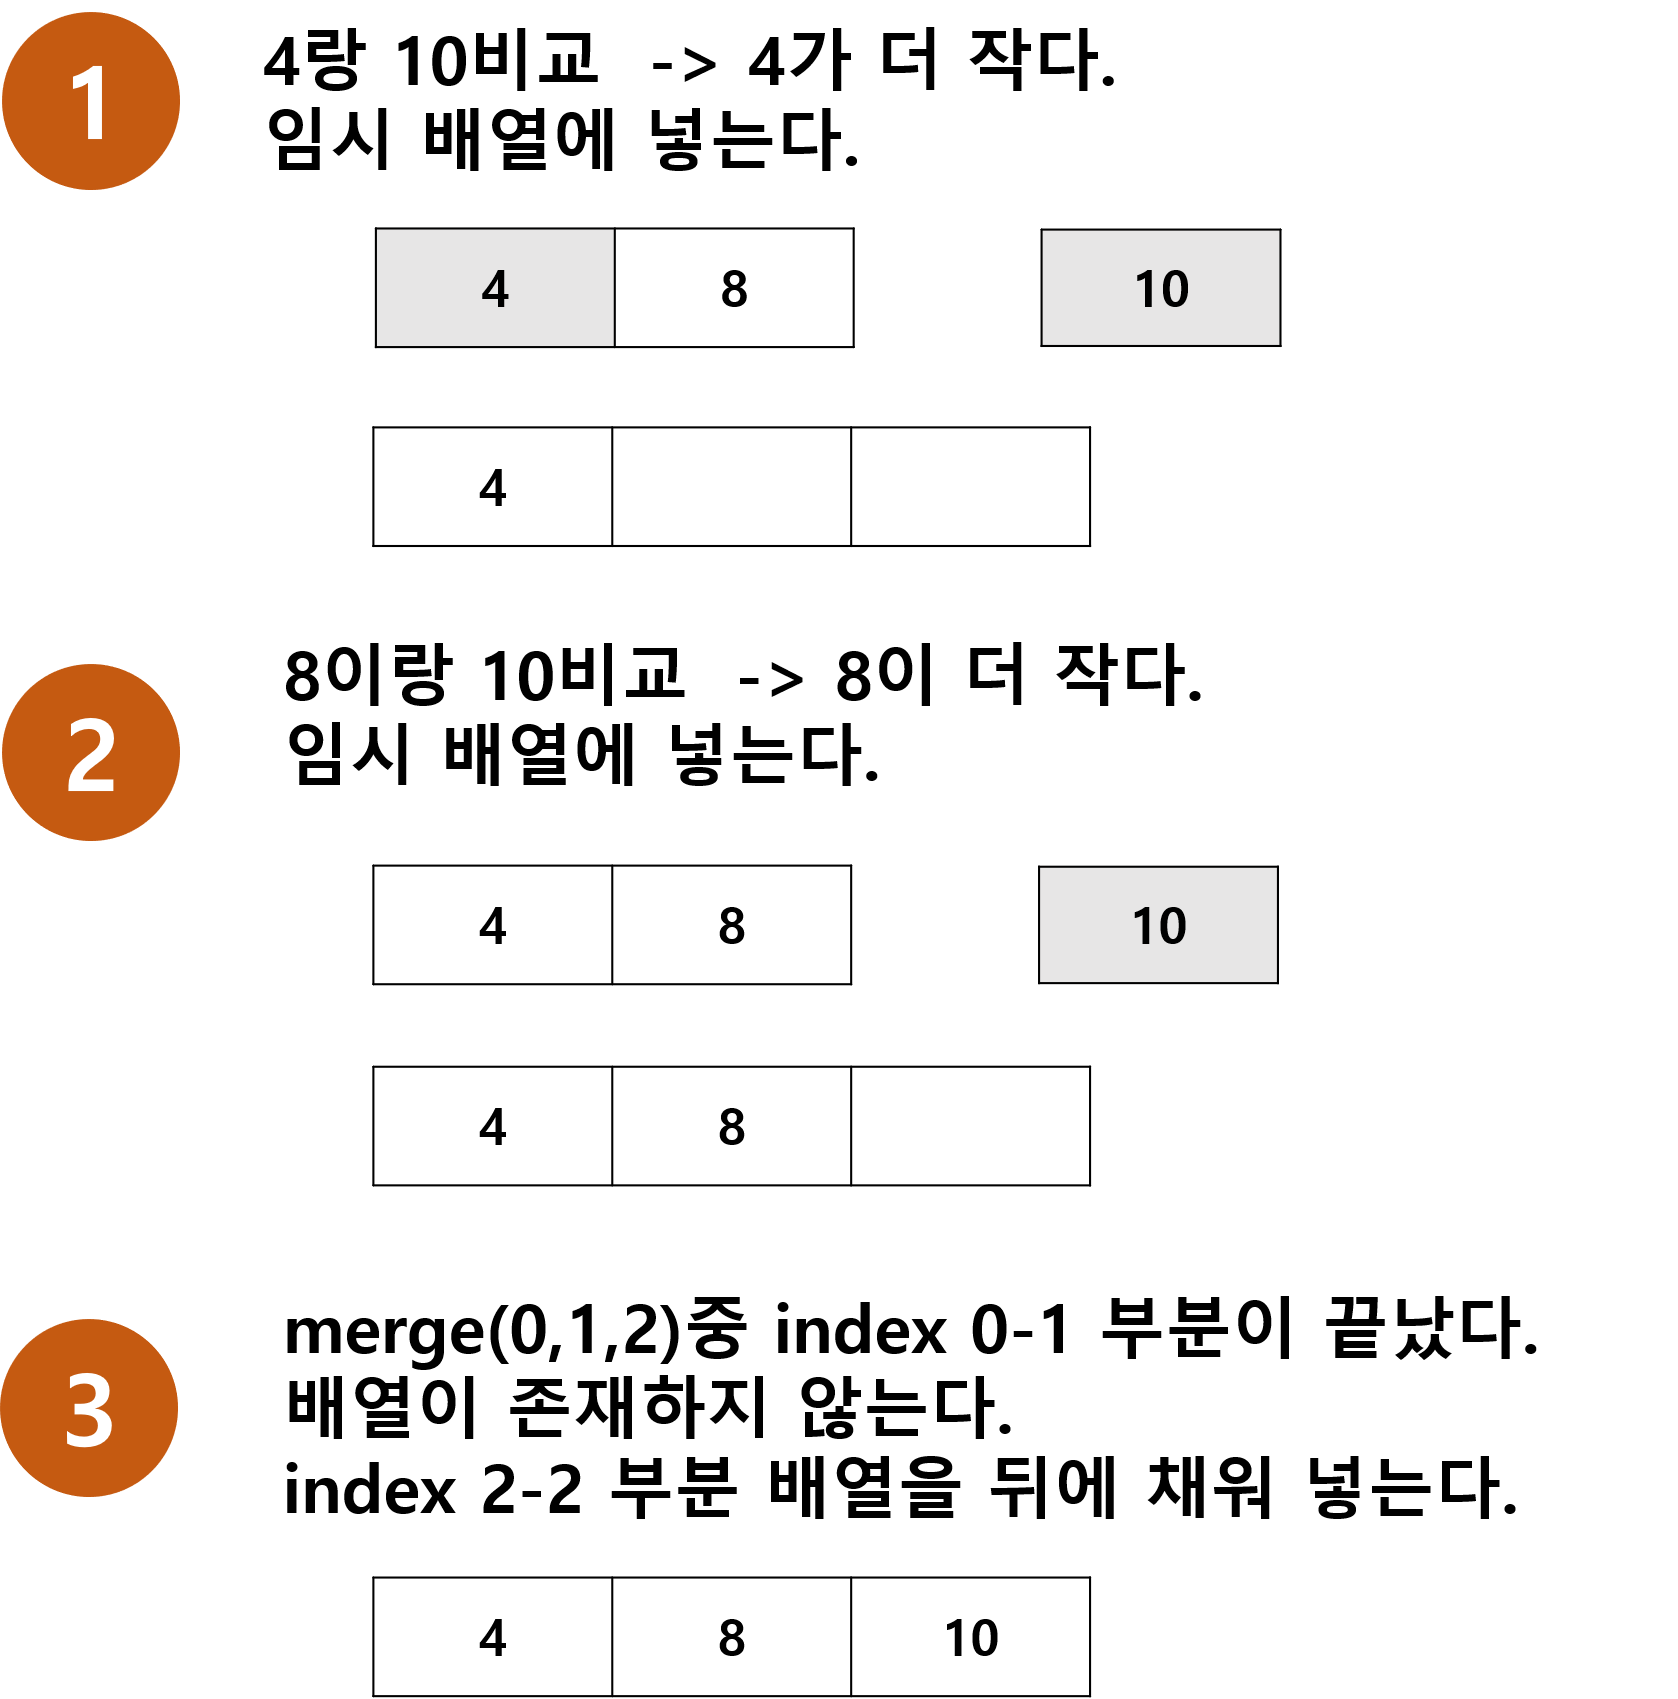 1
4랑 10비교 -> 4가 더 작다.
임시 배열에 넣는다.
4 8 10
4
2
8이랑 10비교 -> 8이 더 작다.
임시 배열에 넣는다.
4 8 10
4 8
3
merge(0,1,2)중 index 0-1 부분이 끝났다.
배열이 존재하지 않는다.
index 2-2 부분 배열을 뒤에 채워 넣는다.
4 8 10